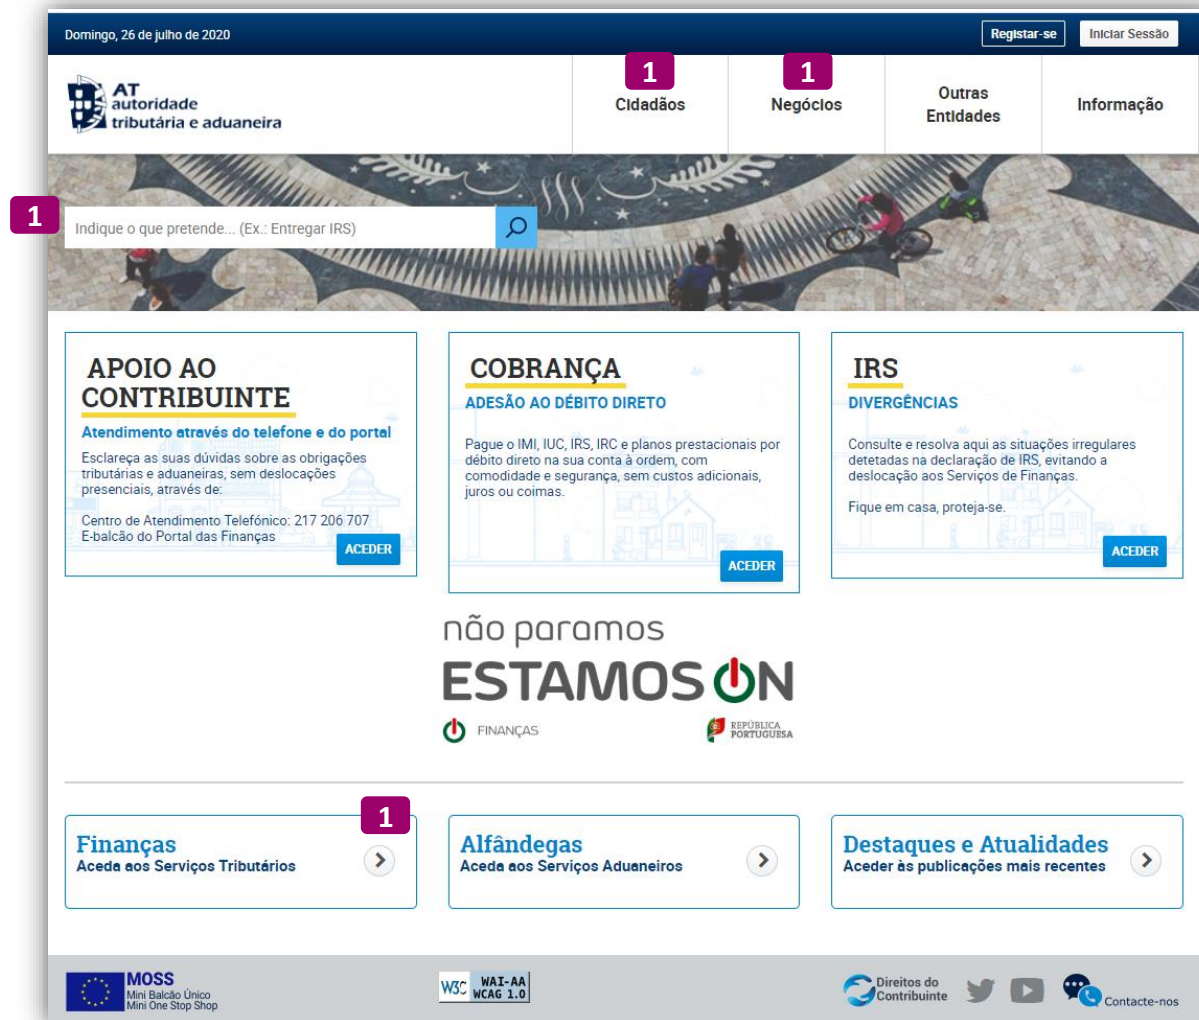 Domingo, 26 de julho de 2020
Registar-se
Iniciar Sessão
AT
autoridade
tributária e aduaneira
1
Cidadãos
1
Negócios
Outras
Entidades
Informação
1
Indique o que pretende... (Ex.: Entregar IRS)
APOIO AO
CONTRIBUINTE
Atendimento através do telefone e do portal
Esclareça as suas dúvidas sobre as obrigações
tributárias e aduaneiras, sem deslocações
presenciais, através de:
Centro de Atendimento Telefónico: 217 206 707
E-balcão do Portal das Finanças
ACEDER
COBRANÇA
ADESÃO AO DÉBITO DIRETO
Pague o IMI, IUC, IRS, IRC e planos prestacionais por
débito direto na sua conta à ordem, com
comodidade e segurança, sem custos adicionais,
juros ou coimas.
ACEDER
IRS
DIVERGÊNCIAS
Consulte e resolva aqui as situações irregulares
detetadas na declaração de IRS, evitando a
deslocação aos Serviços de Finanças.
Fique em casa, proteja-se.
ACEDER
não paramos
ESTAMOS ON
FINANÇAS
REPÚBLICA
PORTUGUESA
1
Finanças
Aceda aos Serviços Tributários
Alfândegas
Aceda aos Serviços Aduaneiros
Destaques e Atualidades
Aceder às publicações mais recentes
MOSS
Mini Balcão Único
Mini One Stop Shop
W3C WAI-AA
WCAG 1.0
Direitos do
Contribuinte
Contacte-nos